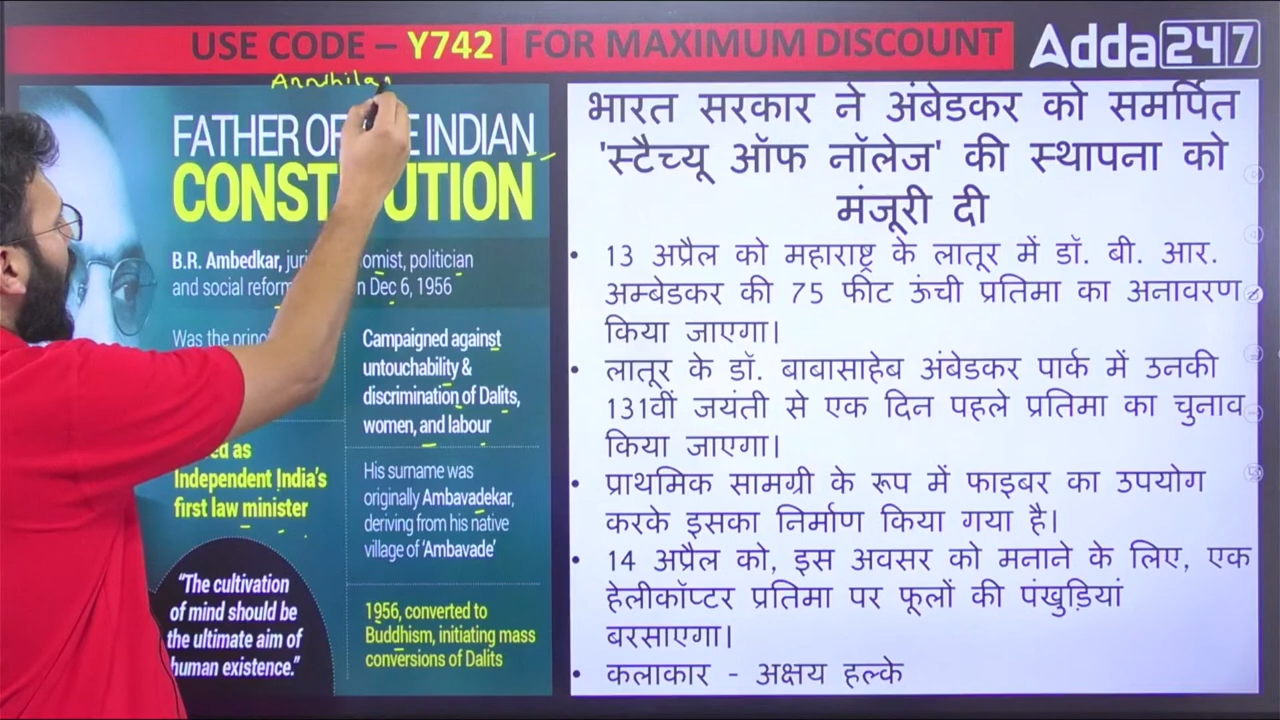 USE CODE – Y742 | FOR MAXIMUM DISCOUNT
Adda247
Annihila
FATHER OF E INDIAN
CONST UTION
B.R. Ambedkar, omist, politician
and social reform n Dec 6, 1956
Was the princ
ed as
Independent India's
first law minister
"The cultivation
of mind should be
the ultimate aim of
human existence."
Campaigned against
untouchability &
discrimination of Dalits,
women, and labour
His surname was
originally Ambavadekar,
deriving from his native
village of 'Ambavade'
1956, converted to
Buddhism, initiating mass
conversions of Dalits
भारत सरकार ने अंबेडकर को समर्पित
'स्टैच्यू ऑफ नॉलेज' की स्थापना को
मंजूरी दी
• 13 अप्रैल को महाराष्ट्र के लातूर में डॉ. बी. आर.
अम्बेडकर की 75 फीट ऊंची प्रतिमा का अनावरण
किया जाएगा।
• लातूर के डॉ. बाबासाहेब अंबेडकर पार्क में उनकी
131वीं जयंती से एक दिन पहले प्रतिमा का चुनाव
किया जाएगा।
• प्राथमिक सामग्री के रूप में फाइबर का उपयोग
करके इसका निर्माण किया गया है।
• 14 अप्रैल को, इस अवसर को मनाने के लिए, एक
हेलीकॉप्टर प्रतिमा पर फूलों की पंखुड़ियां
बरसाएगा।
• कलाकार - अक्षय हल्के